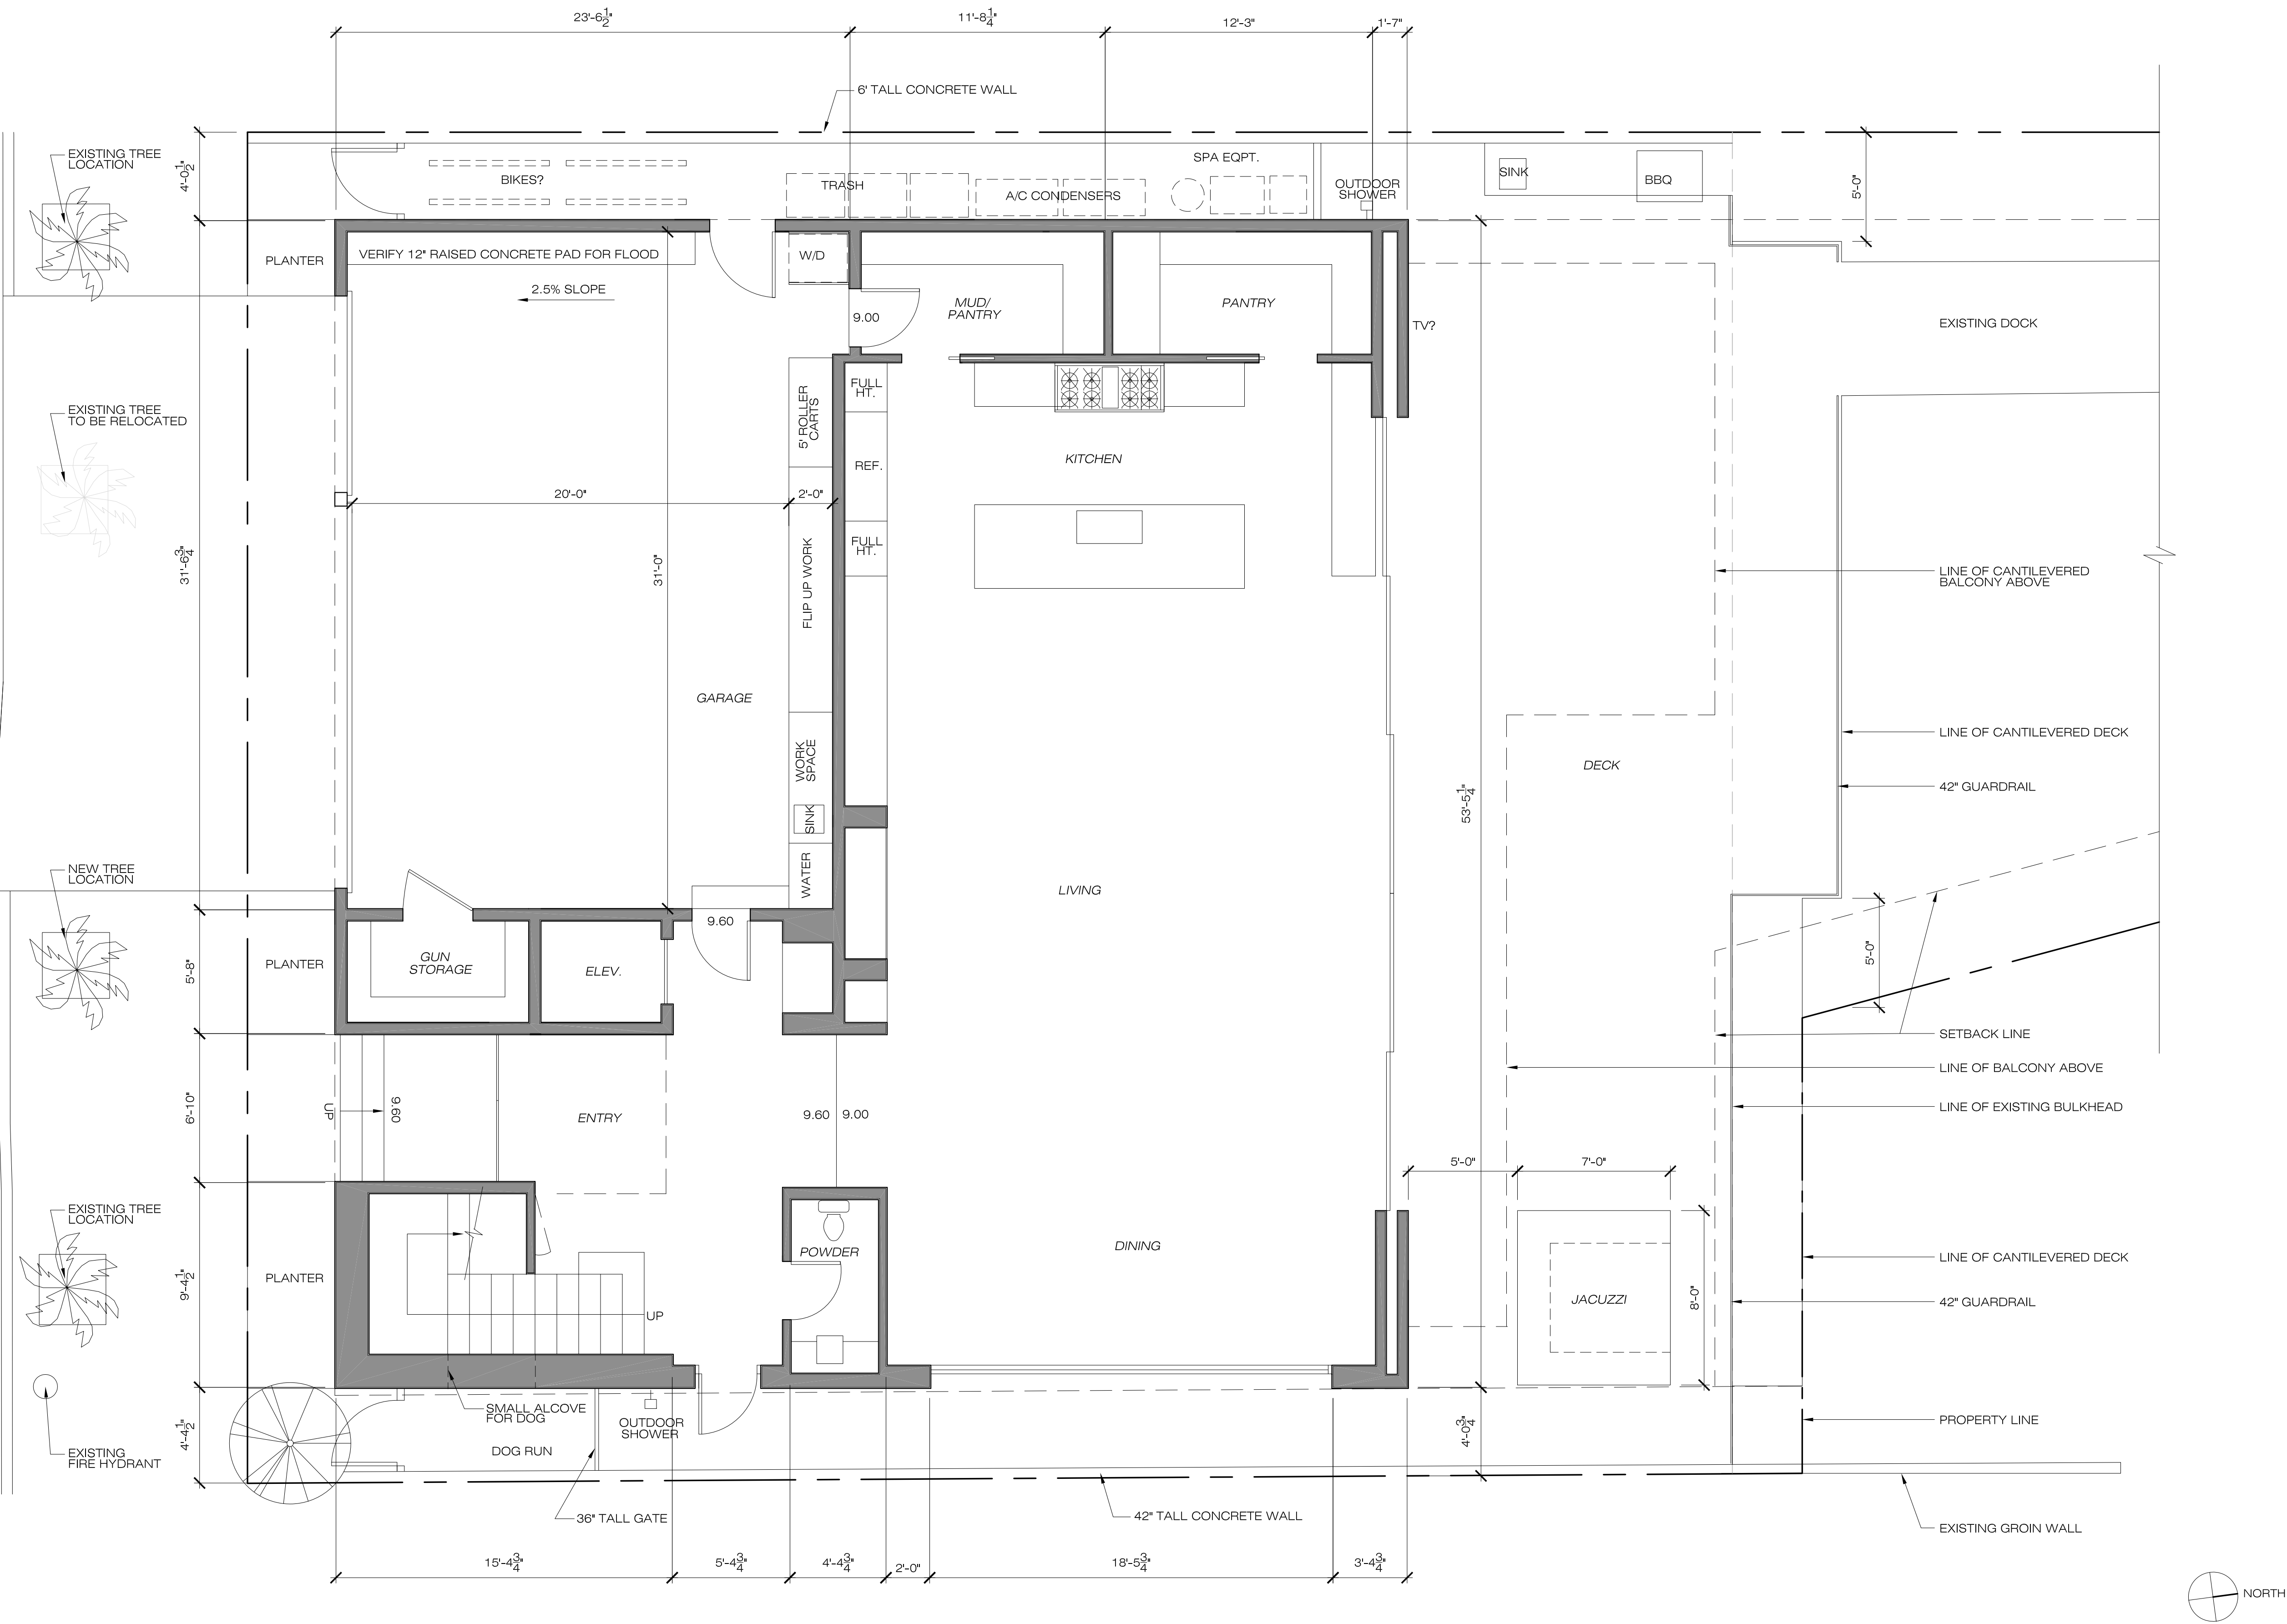 23'-6 1/2"
11'-8 1/4"
12'-3"
1'-7"
6' TALL CONCRETE WALL
EXISTING TREE
LOCATION
4'-0 1/2"
BIKES?
TRASH
A/C CONDENSERS
SPA EQPT.
OUTDOOR
SHOWER
SINK
BBQ
5'-0"
PLANTER
VERIFY 12" RAISED CONCRETE PAD FOR FLOOD
2.5% SLOPE
W/D
9.00
MUD/
PANTRY
PANTRY
TV?
EXISTING DOCK
EXISTING TREE
TO BE RELOCATED
5' ROLLER
CARTS
FULL
HT.
REF.
FULL
HT.
KITCHEN
20'-0"
2'-0"
31'-6 3/4"
31'-0"
FLIP UP WORK
LINE OF CANTILEVERED
BALCONY ABOVE
GARAGE
WORK
SPACE
SINK
WATER
DECK
53'-5 1/4"
LINE OF CANTILEVERED DECK
42" GUARDRAIL
NEW TREE
LOCATION
LIVING
9.60
PLANTER
5'-8"
GUN
STORAGE
ELEV.
5'-0"
SETBACK LINE
LINE OF BALCONY ABOVE
LINE OF EXISTING BULKHEAD
6'-10"
UP
9.60
ENTRY
9.60
9.00
5'-0"
7'-0"
EXISTING TREE
LOCATION
PLANTER
9'-4 1/2"
UP
POWDER
DINING
JACUZZI
8'-0"
LINE OF CANTILEVERED DECK
42" GUARDRAIL
EXISTING
FIRE HYDRANT
4'-4 1/2"
SMALL ALCOVE
FOR DOG
DOG RUN
OUTDOOR
SHOWER
4'-0 3/4"
PROPERTY LINE
36" TALL GATE
42" TALL CONCRETE WALL
EXISTING GROIN WALL
15'-4 3/4"
5'-4 3/4"
4'-4 3/4"
2'-0"
18'-5 3/4"
3'-4 3/4"
NORTH